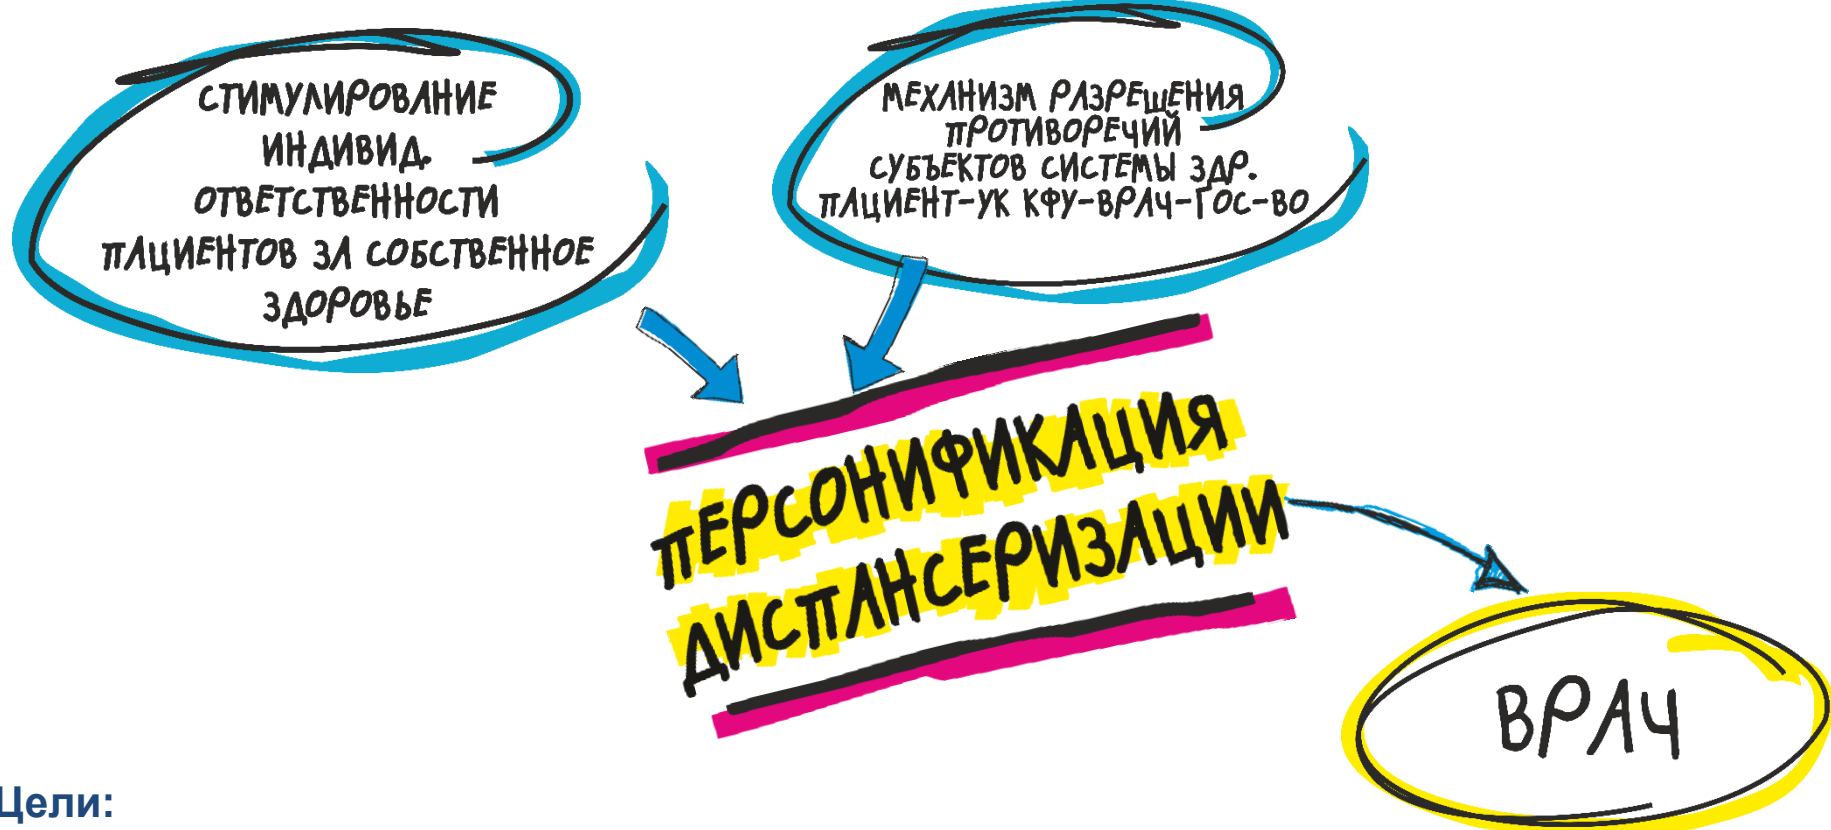 СТИМУЛИРОВАНИЕ
ИНДИВИД.
ОТВЕТСТВЕННОСТИ
ПАЦИЕНТОВ ЗА СОБСТВЕННОЕ
ЗДОРОВЬЕ
МЕХАНИЗМ РАЗРЕШЕНИЯ
ПРОТИВОРЕЧИЙ
СУБЪЕКТОВ СИСТЕМЫ ЗДР.
ПАЦИЕНТ-УК КФУ-ВРАЧ-ГОС-ВО
ПЕРСОНИФИКАЦИЯ
ДИСПАНСЕРИЗАЦИИ
ВРАЧ
Цели: